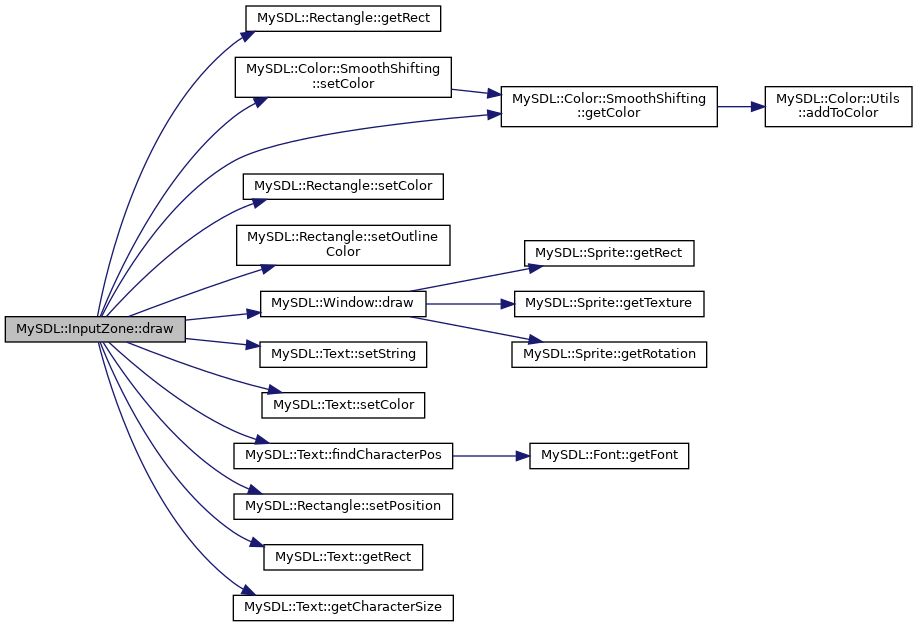 MySDL::Rectangle::getRect
MySDL::Color::SmoothShifting
::setColor
MySDL::Color::SmoothShifting
::getColor
MySDL::Color::Utils
::addToColor
MySDL::Rectangle::setColor
MySDL::Rectangle::setOutline
Color
MySDL::Sprite::getRect
MySDL::Window::draw
MySDL::Sprite::getTexture
MySDL::InputZone::draw
MySDL::Text::setString
MySDL::Sprite::getRotation
MySDL::Text::setColor
MySDL::Text::findCharacterPos
MySDL::Font::getFont
MySDL::Rectangle::setPosition
MySDL::Text::getRect
MySDL::Text::getCharacterSize